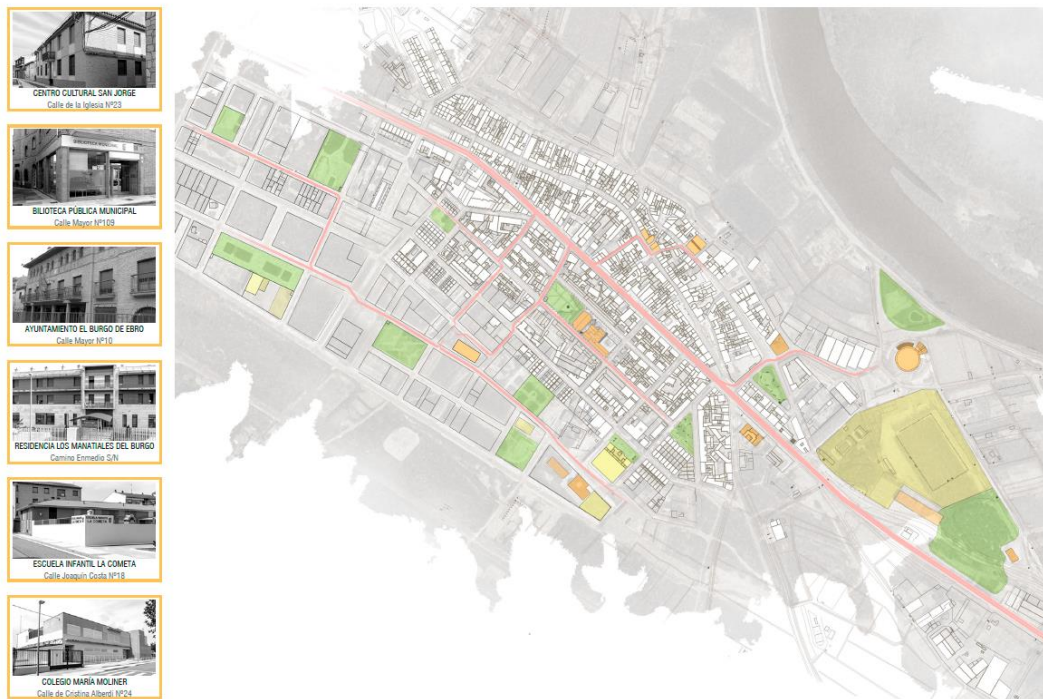 CENTRO CULTURAL SAN JORGE
Calle de la Iglesia Nº23
BIBLIOTECA MUNICIPAL
BILIOTECA PÚBLICA MUNICIPAL
Calle Mayor Nº109
AYUNTAMIENTO EL BURGO DE EBRO
Calle Mayor Nº10
RESIDENCIA LOS MANATIALES DEL BURGO
Camino Enmedio S/N
ESCUELA INFANTIL LA COMETA
Calle Joaquín Costa Nº18
COLEGIO MARÍA MOLINER
Calle de Cristina Alberdi Nº24